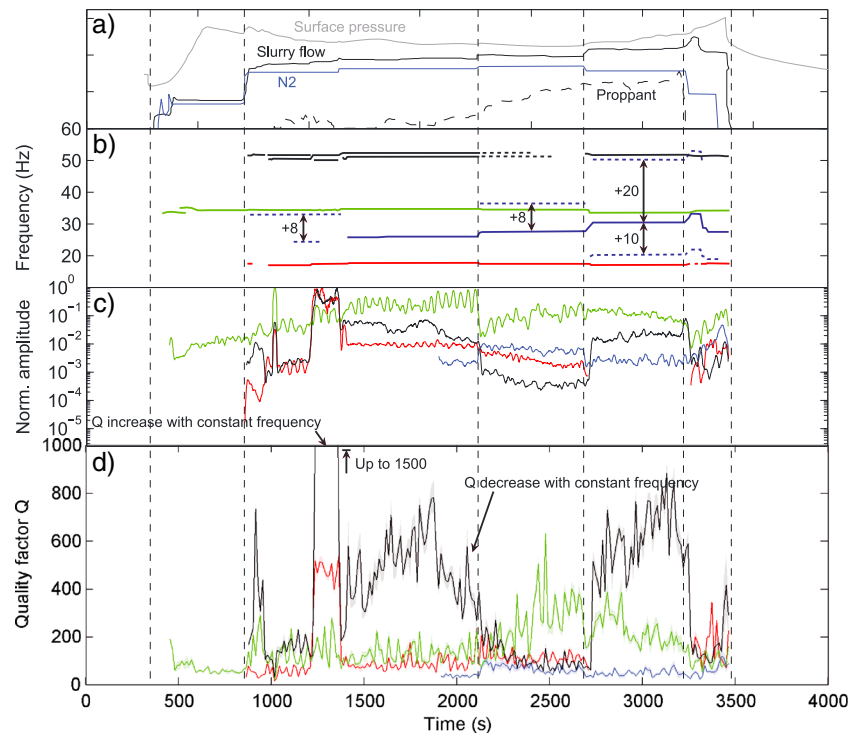 a)
Surface pressure
Slurry flow
N2
Proppant
b)
Frequency (Hz)
60
50
40
30
20
10
+8
+8
+20
+10
c)
Norm. amplitude
10⁰
10⁻¹
10⁻²
10⁻³
10⁻⁴
10⁻⁵
Q increase with constant frequency
d)
Up to 1500
Q decrease with constant frequency
Quality factor Q
1000
800
600
400
200
0
0 500 1000 1500 2000 2500 3000 3500 4000
Time (s)